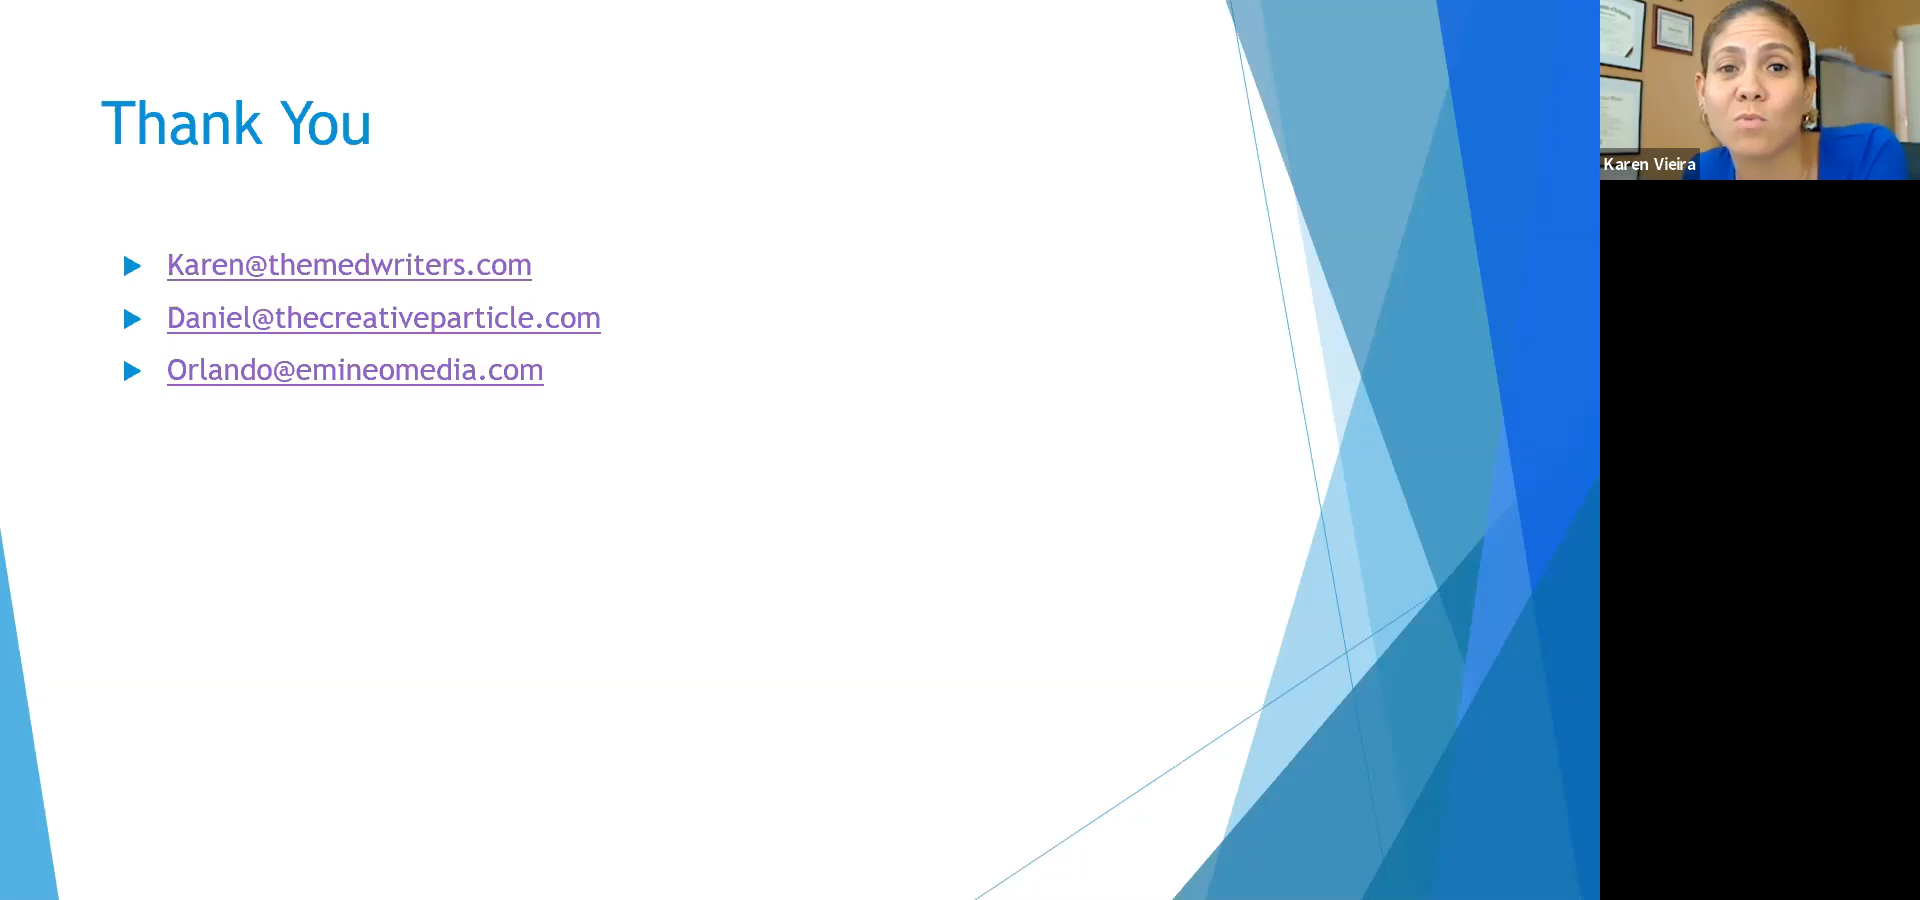 Thank You
Karen@themedwriters.com
Daniel@thecreativeparticle.com
Orlando@emineomedia.com
Karen Vieira